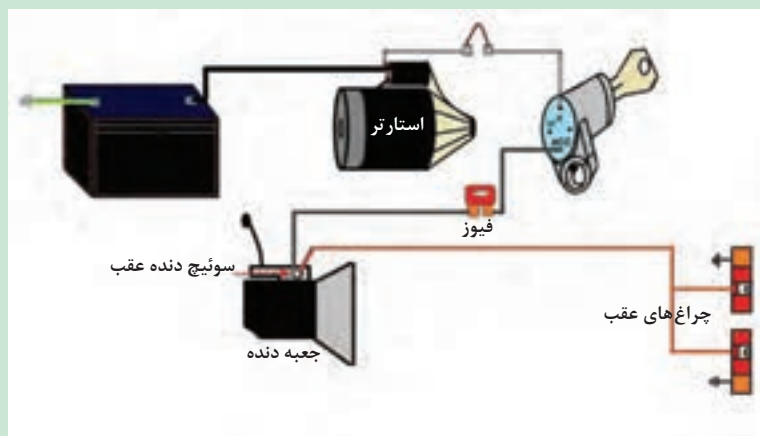 استارتر
فیوز
سوئیچ دنده عقب
چراغ‌های عقب
جعبه دنده